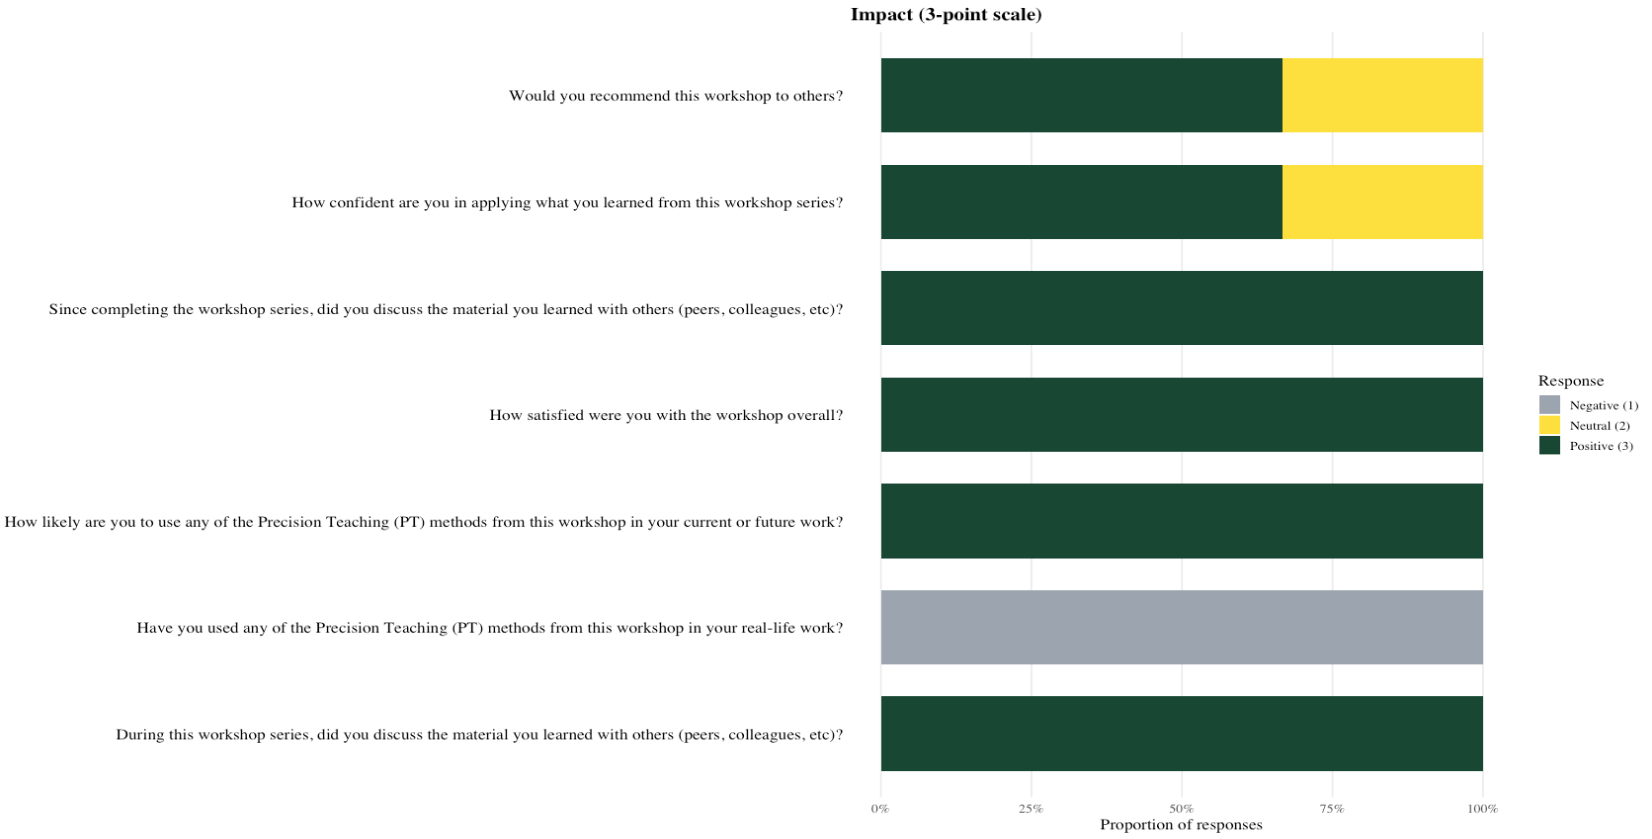 Impact (3-point scale)
Would you recommend this workshop to others?
How confident are you in applying what you learned from this workshop series?
Since completing the workshop series, did you discuss the material you learned with others (peers, colleagues, etc)?
How satisfied were you with the workshop overall?
How likely are you to use any of the Precision Teaching (PT) methods from this workshop in your current or future work?
Have you used any of the Precision Teaching (PT) methods from this workshop in your real-life work?
During this workshop series, did you discuss the material you learned with others (peers, colleagues, etc)?
0% 25% 50% 75% 100%
Proportion of responses
Response
Negative (1)
Neutral (2)
Positive (3)